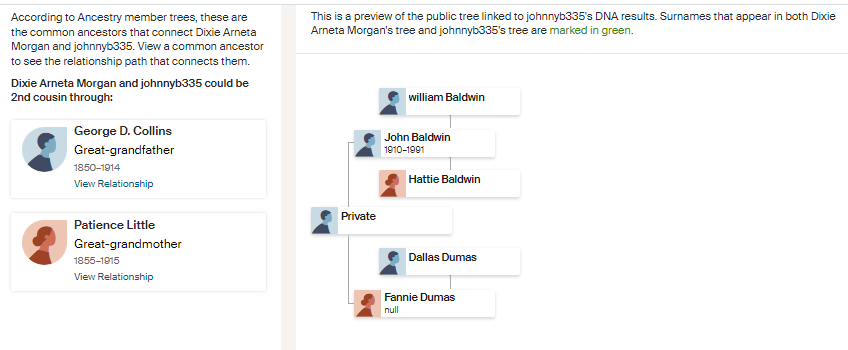 According to Ancestry member trees, these are
the common ancestors that connect Dixie Arneta
Morgan and johnnyb335. View a common ancestor
to see the relationship path that connects them.
Dixie Arneta Morgan and johnnyb335 could be
2nd cousin through:
George D. Collins
Great-grandfather
1850–1914
View Relationship
Patience Little
Great-grandmother
1855–1915
View Relationship
This is a preview of the public tree linked to johnnyb335's DNA results. Surnames that appear in both Dixie
Arneta Morgan's tree and johnnyb335's tree are marked in green.
william Baldwin
John Baldwin
1910–1991
Hattie Baldwin
Private
Dallas Dumas
Fannie Dumas
null